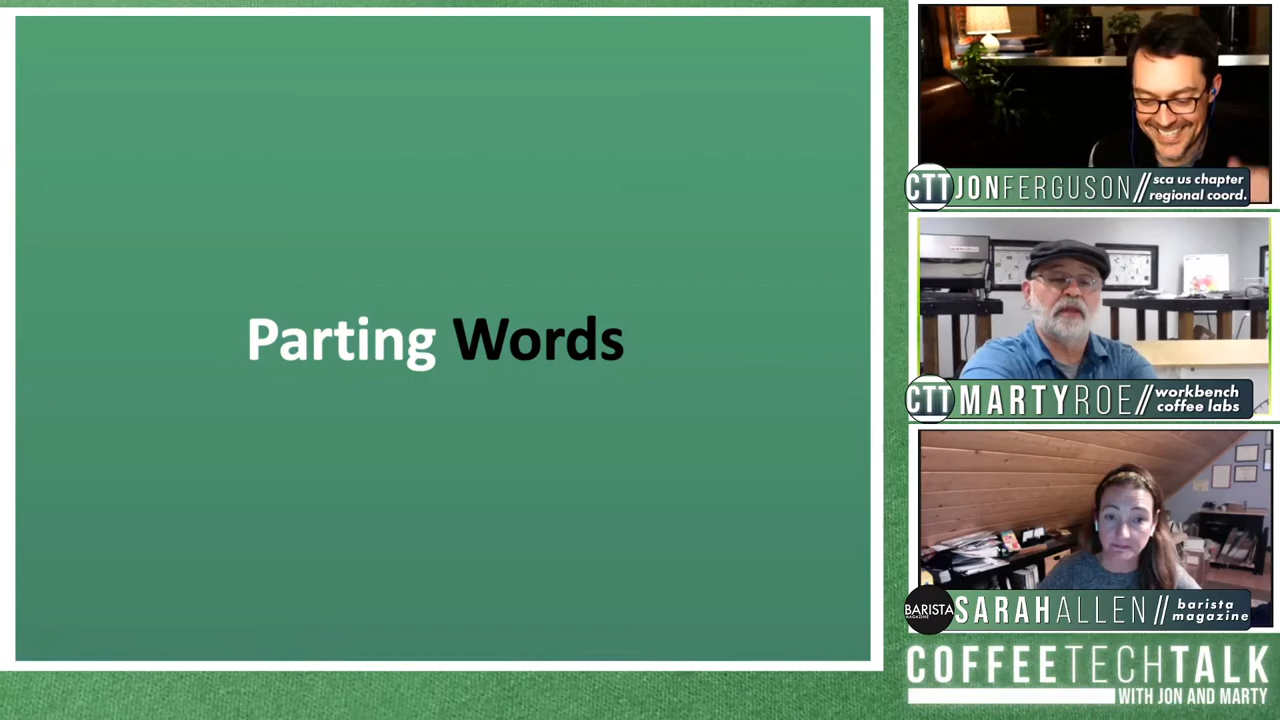 Parting Words
CTT JONFERGUSON // sca us chapter
regional coord.
CTT MARTYROE // workbench
coffee labs
BARISTA
MAGAZINE
SARAHALLEN // barista
magazine
COFFEETECHTALK
WITH JON AND MARTY